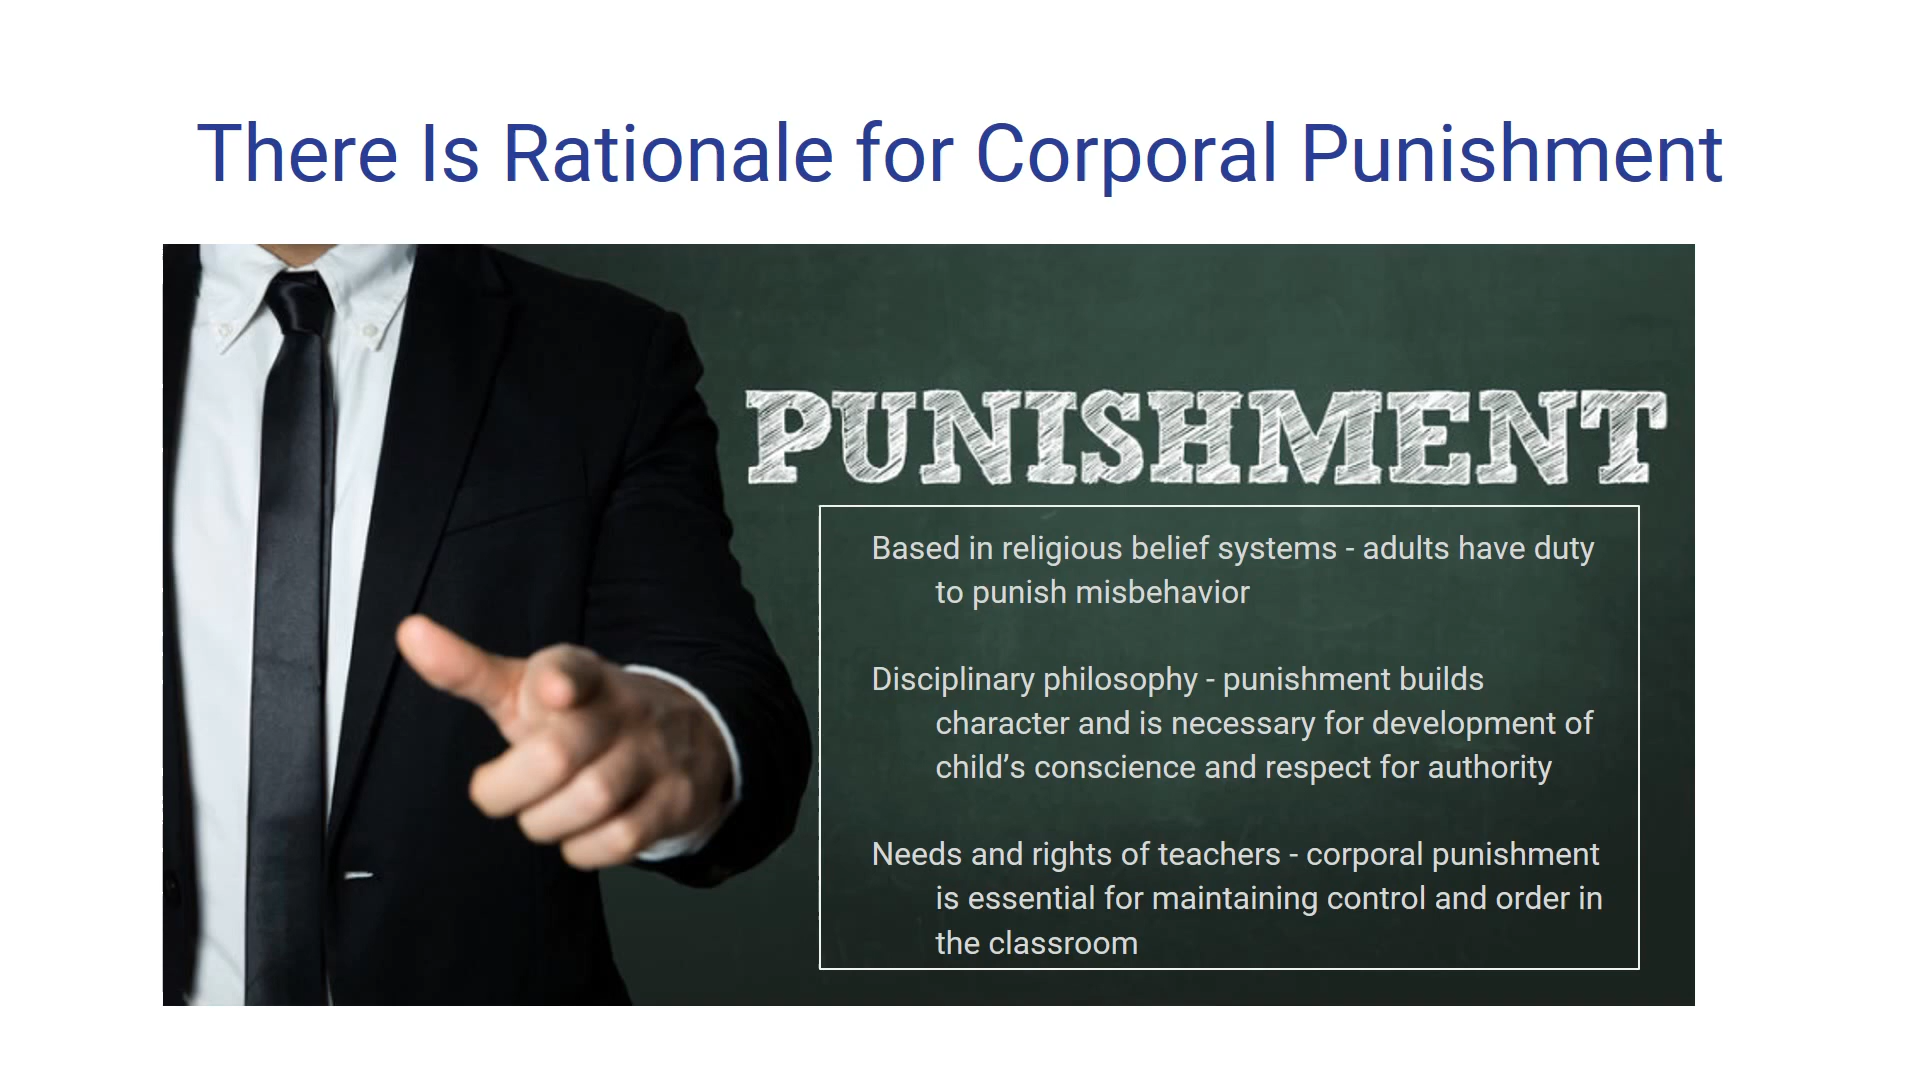 There Is Rationale for Corporal Punishment
PUNISHMENT
Based in religious belief systems - adults have duty
to punish misbehavior
Disciplinary philosophy - punishment builds
character and is necessary for development of
child’s conscience and respect for authority
Needs and rights of teachers - corporal punishment
is essential for maintaining control and order in
the classroom